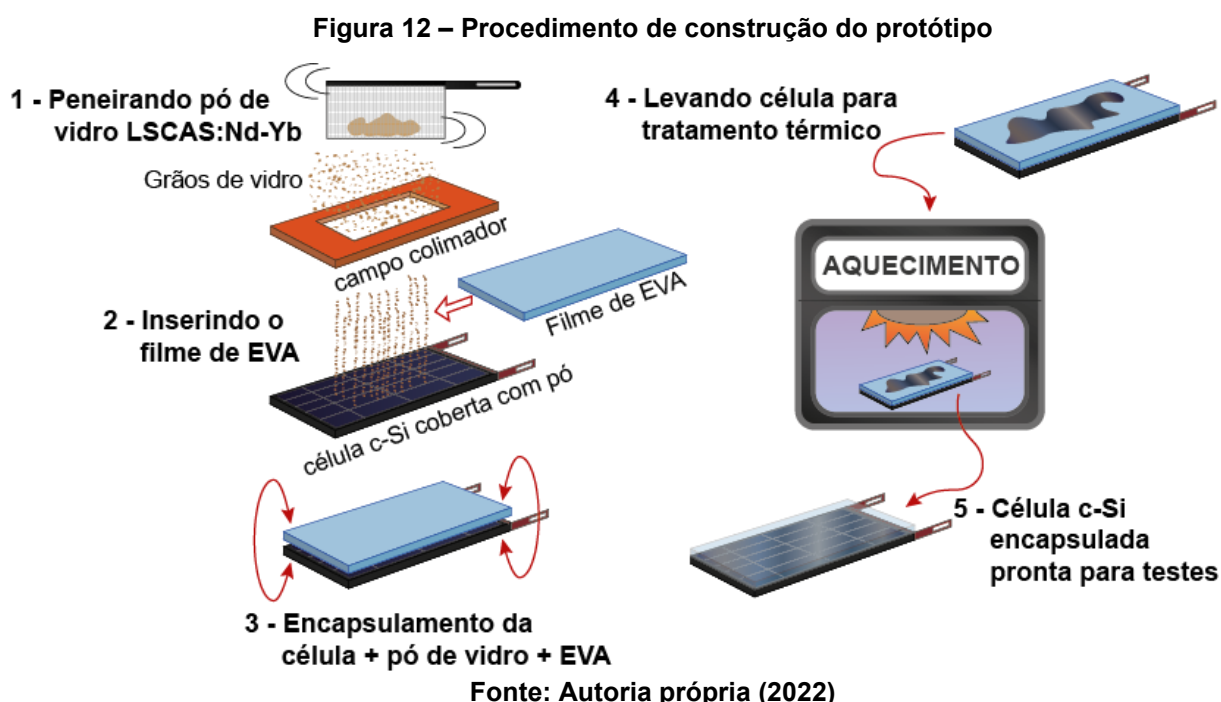 Figura 12 – Procedimento de construção do protótipo
1 - Peneirando pó de
vidro LSCAS:Nd-Yb
Grãos de vidro
campo colimador
2 - Inserindo o
filme de EVA
Filme de EVA
célula c-Si coberta com pó
3 - Encapsulamento da
célula + pó de vidro + EVA
4 - Levando célula para
tratamento térmico
AQUECIMENTO
5 - Célula c-Si
encapsulada
pronta para testes
Fonte: Autoria própria (2022)